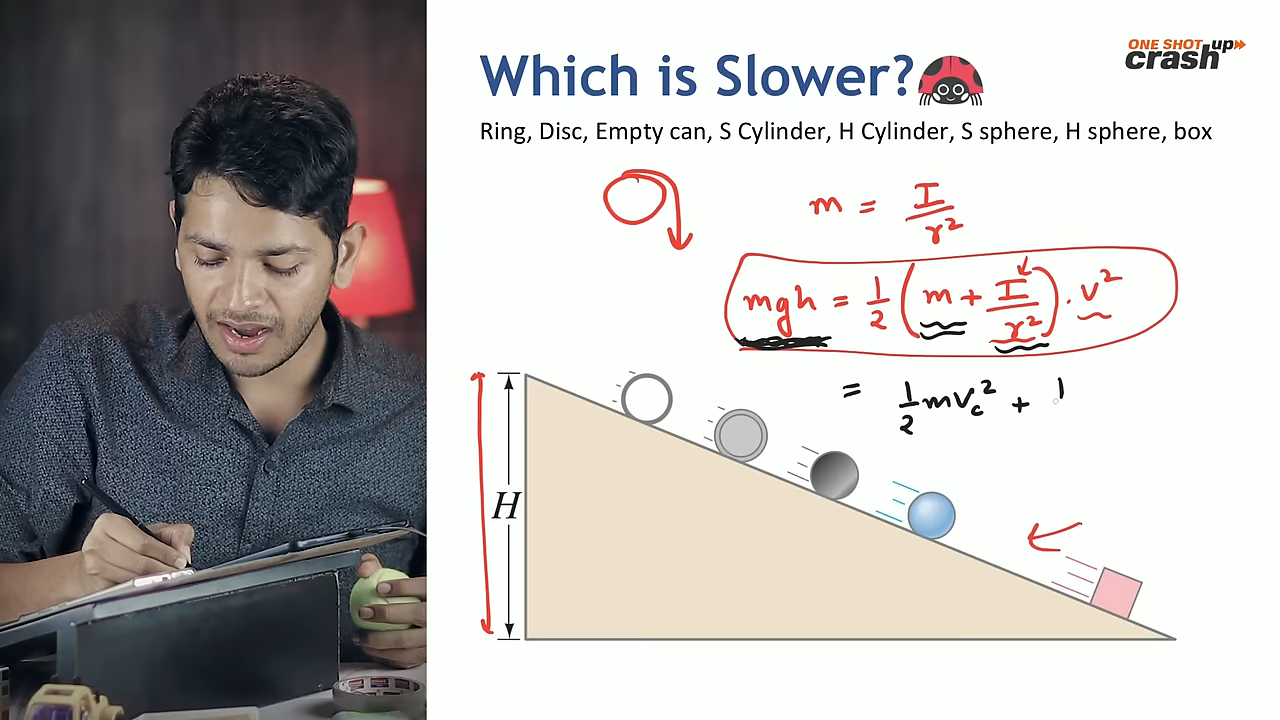 ONE SHOT
crash up
Which is Slower?
Ring, Disc, Empty can, S Cylinder, H Cylinder, S sphere, H sphere, box
m = I/r²
mgh = 1/2 (m + I/r²) . v²
= 1/2 mv_c² + 1
H